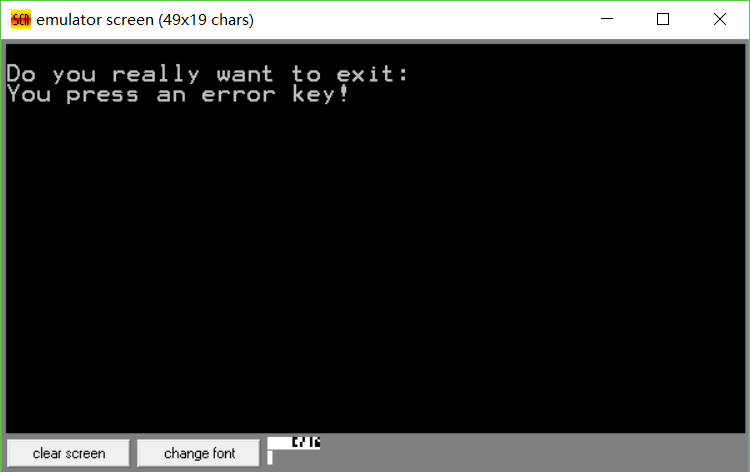 emulator screen (49x19 chars)
Do you really want to exit:
You press an error key!
clear screen
change font